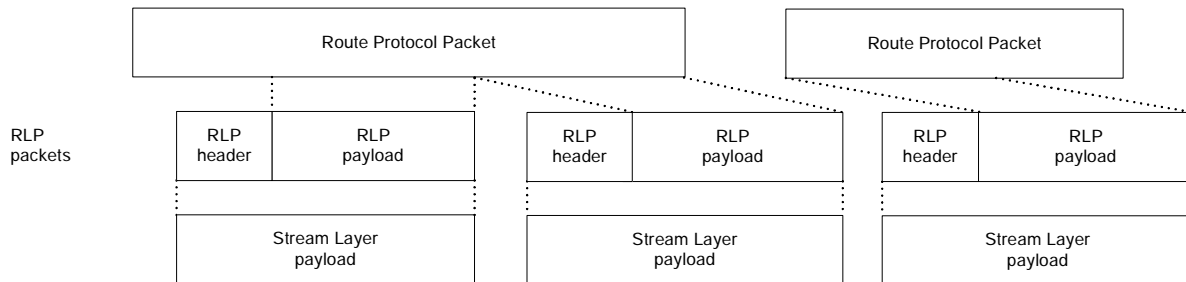 Route Protocol Packet
Route Protocol Packet
RLP
packets
RLP
header
RLP
payload
RLP
header
RLP
payload
RLP
header
RLP
payload
Stream Layer
payload
Stream Layer
payload
Stream Layer
payload